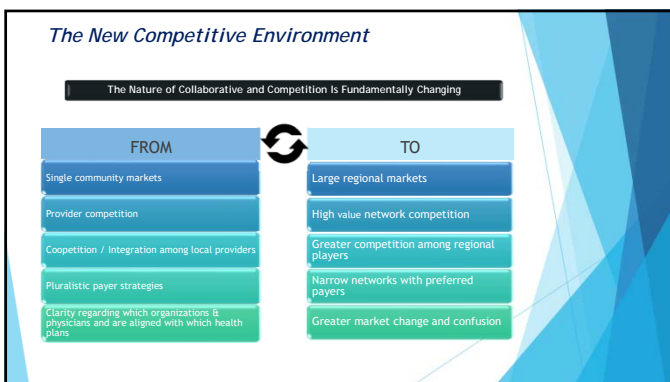 The New Competitive Environment
The Nature of Collaborative and Competition Is Fundamentally Changing
FROM
Single community markets
Provider competition
Coopetition / Integration among local providers
Pluralistic payer strategies
Clarity regarding which organizations &
physicians and are aligned with which health
plans
TO
Large regional markets
High value network competition
Greater competition among regional
players
Narrow networks with preferred
payers
Greater market change and confusion